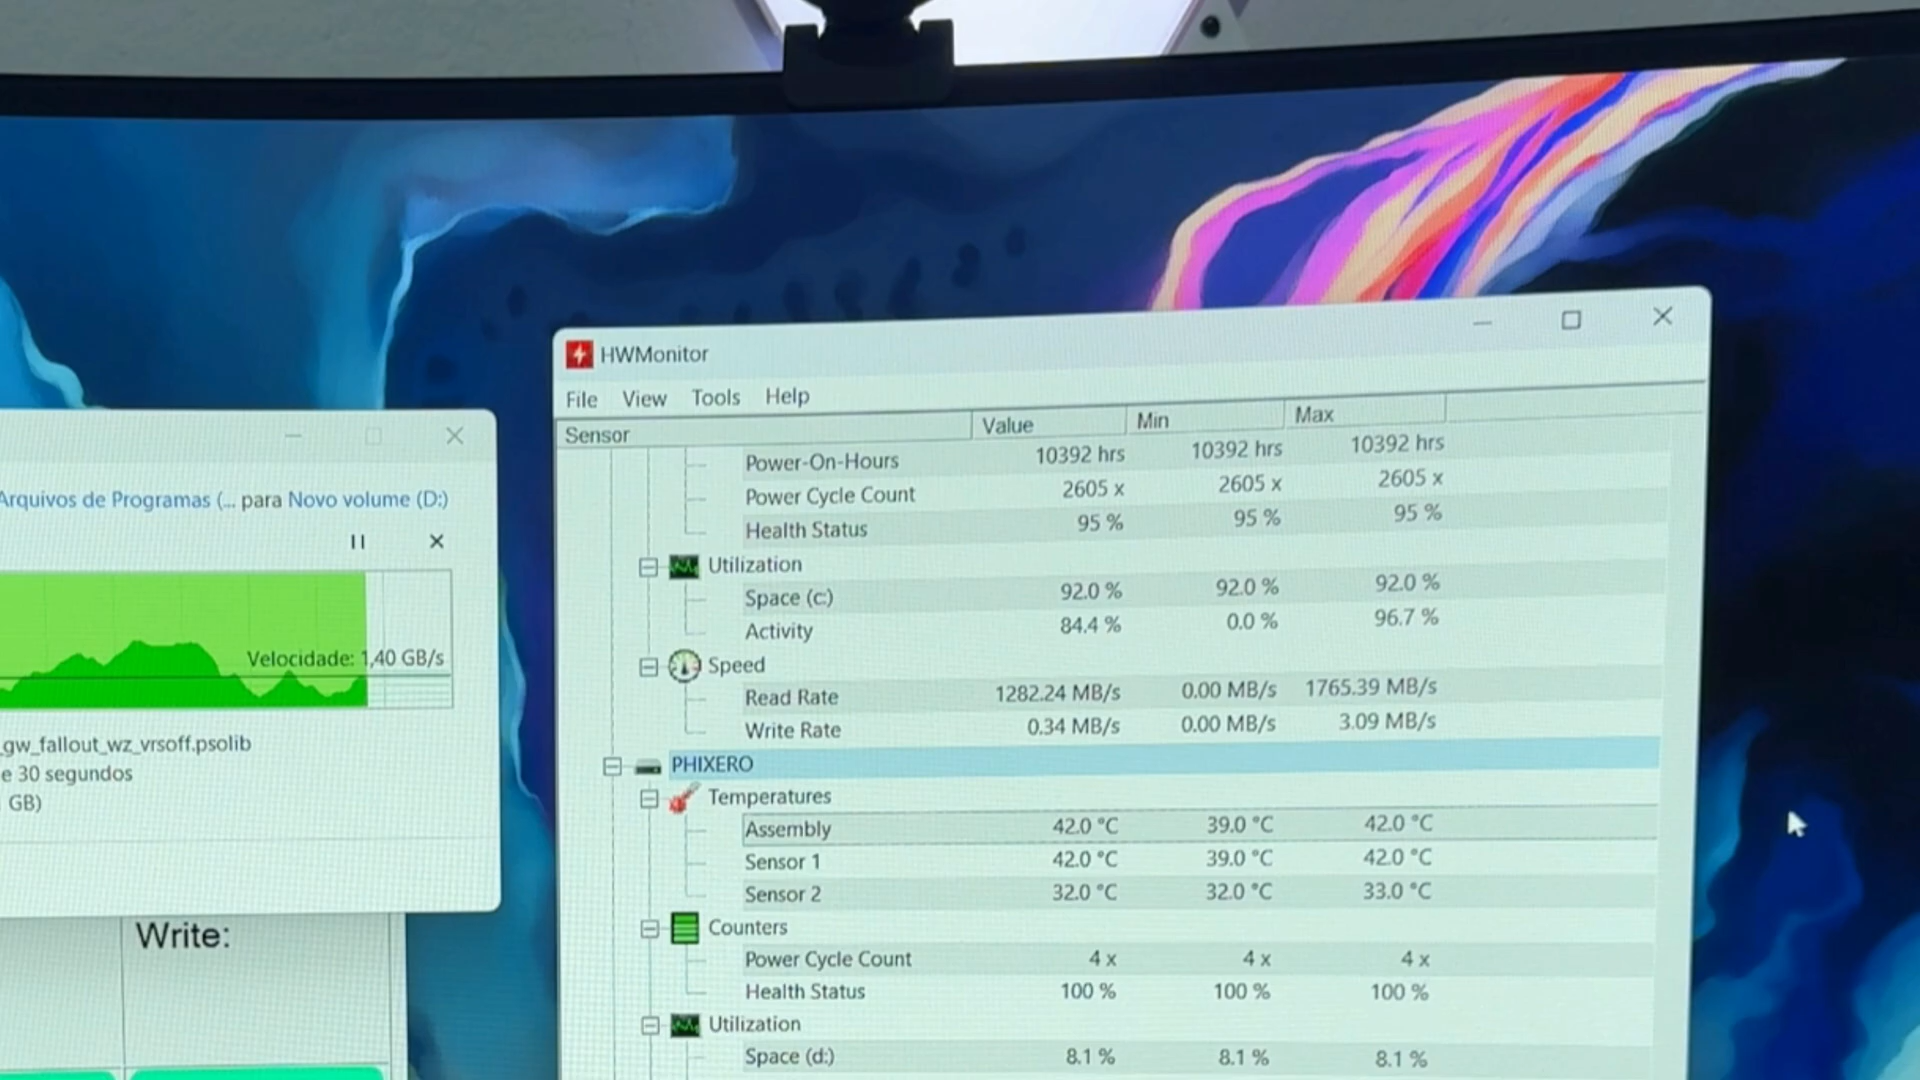 HWMonitor
File View Tools Help
Sensor Value Min Max
Power-On-Hours 10392 hrs 10392 hrs 10392 hrs
Power Cycle Count 2605 x 2605 x 2605 x
Health Status 95 % 95 % 95 %
Utilization
Space (c:) 92.0 % 92.0 % 92.0 %
Activity 84.4 % 0.0 % 96.7 %
Speed
Read Rate 1282.24 MB/s 0.00 MB/s 1765.39 MB/s
Write Rate 0.34 MB/s 0.00 MB/s 3.09 MB/s
PHIXERO
Temperatures
Assembly 42.0 °C 39.0 °C 42.0 °C
Sensor 1 42.0 °C 39.0 °C 42.0 °C
Sensor 2 32.0 °C 32.0 °C 33.0 °C
Counters
Power Cycle Count 4 x 4 x 4 x
Health Status 100 % 100 % 100 %
Utilization
Space (d:) 8.1 % 8.1 % 8.1 %
Arquivos de Programas (... para Novo volume (D:)
Velocidade: 1,40 GB/s
_gw_fallout_wz_vrsoff.psolib
e 30 segundos
GB)
Write: